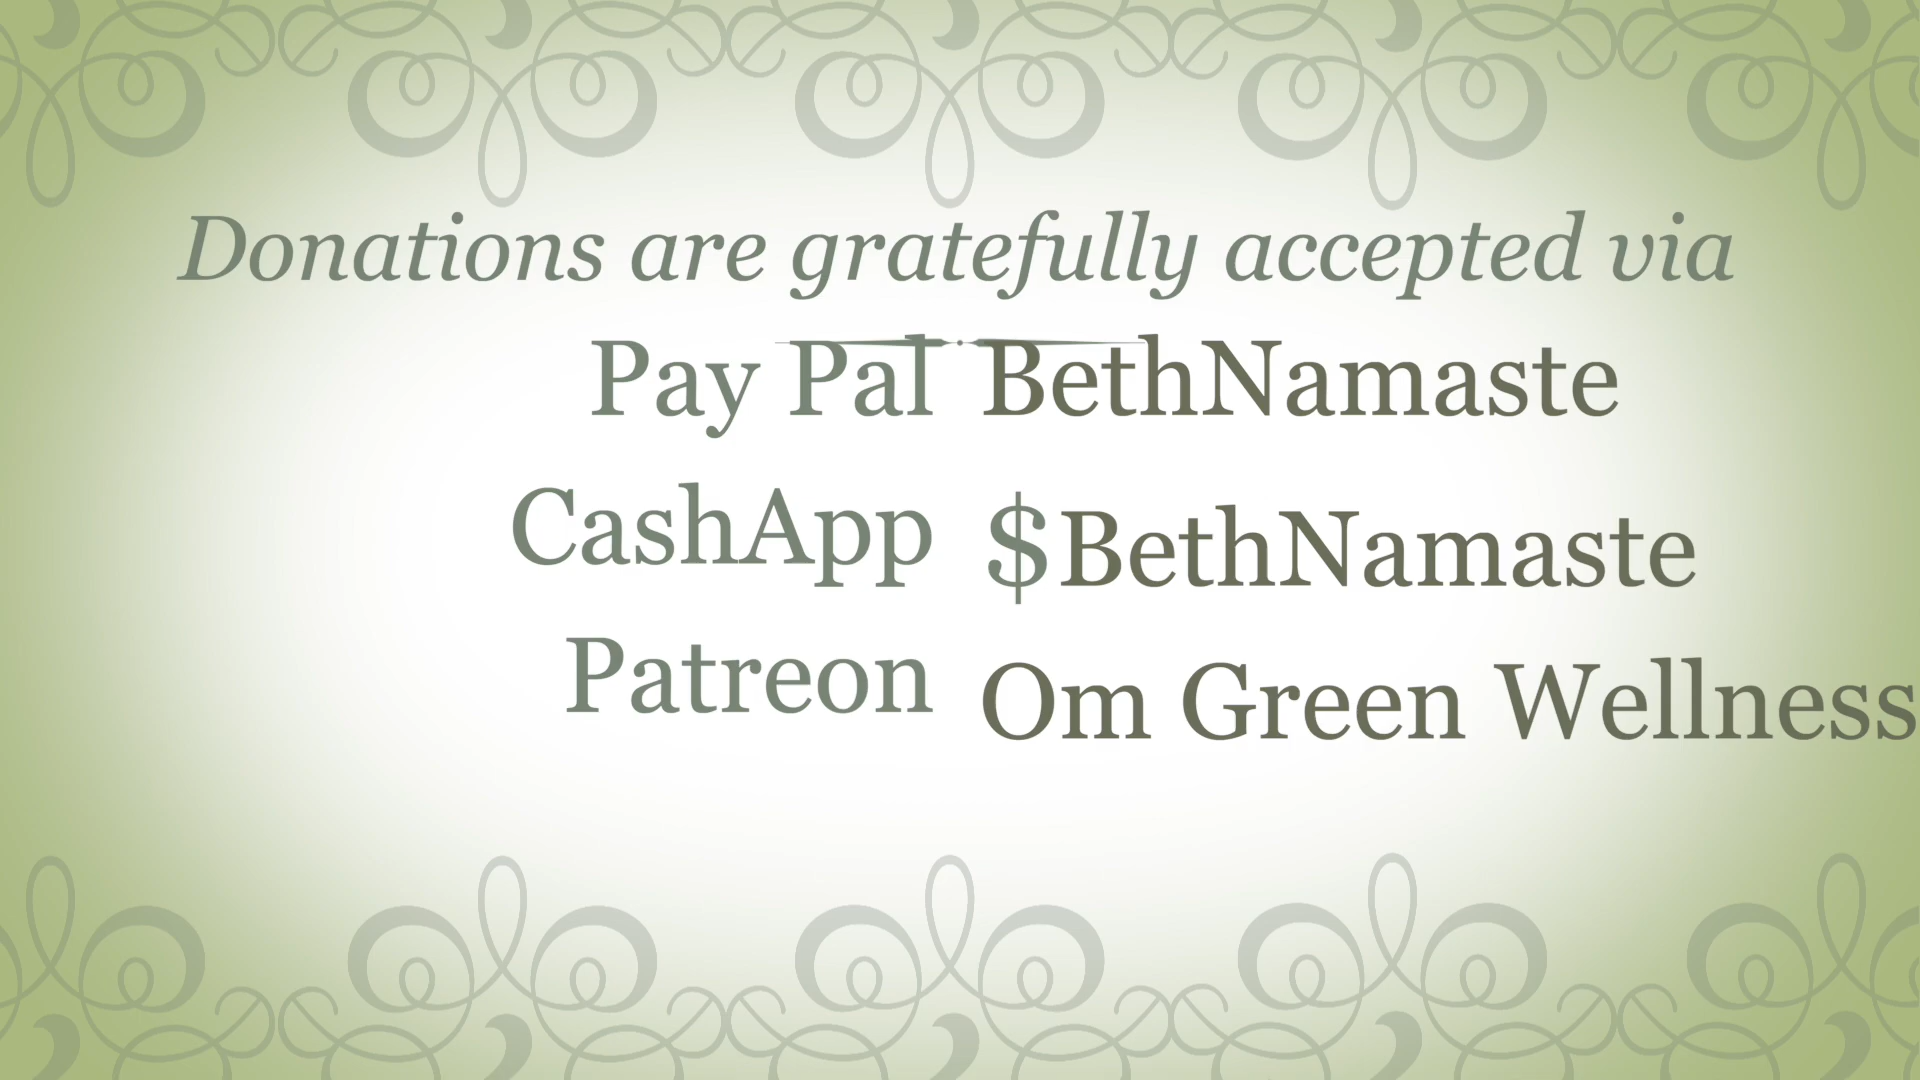 Donations are gratefully accepted via
Pay Pal BethNamaste
CashApp $BethNamaste
Patreon Om Green Wellness